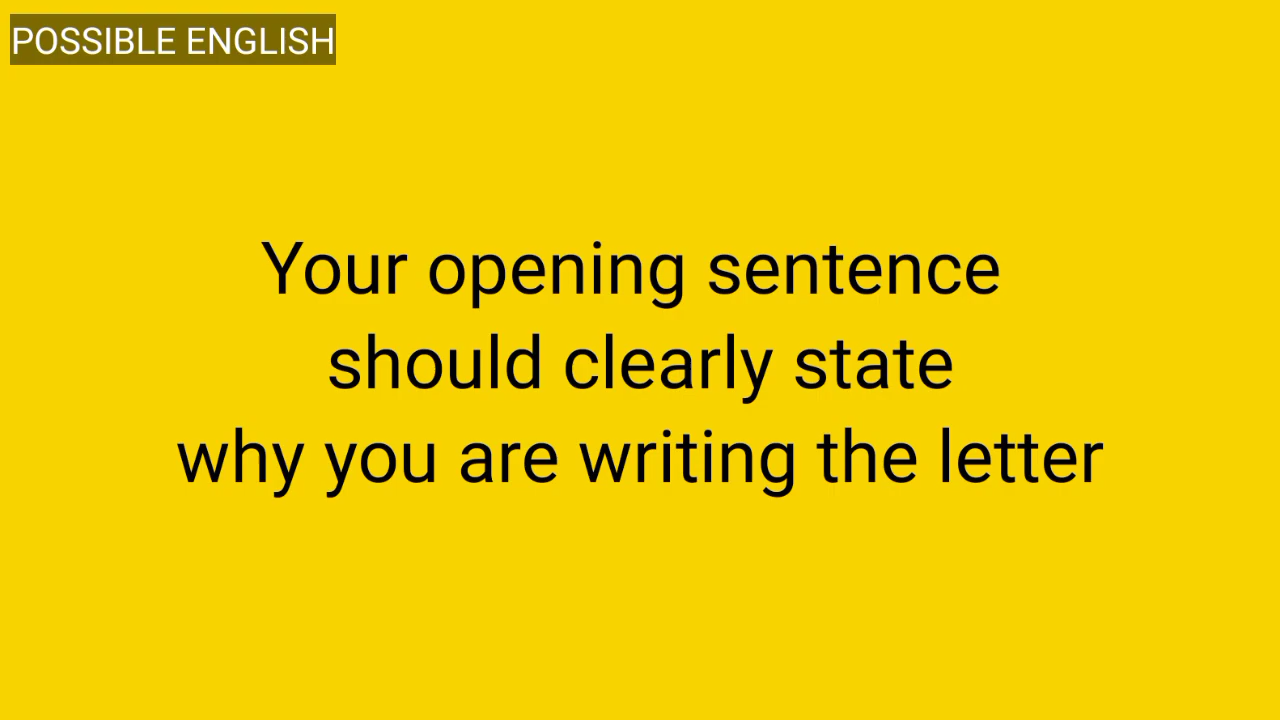 POSSIBLE ENGLISH
Your opening sentence
should clearly state
why you are writing the letter